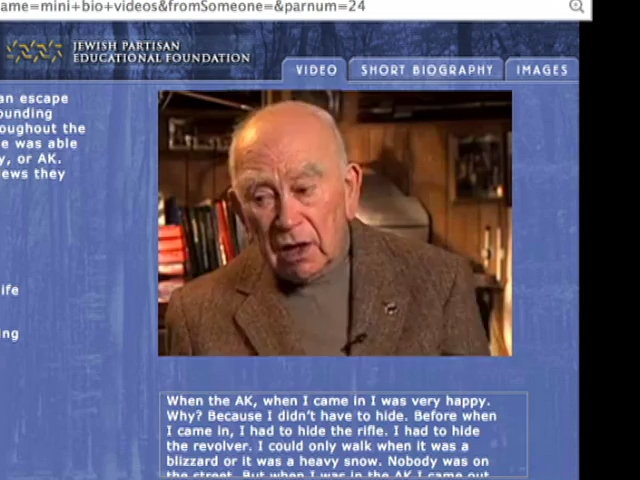 ame=mini+bio+videos&fromSomeone=&parnum=24
JEWISH PARTISAN
EDUCATIONAL FOUNDATION
VIDEO
SHORT BIOGRAPHY
IMAGES
an escape
ounding
oughout the
e was able
y, or AK.
ews they
ife
ing
When the AK, when I came in I was very happy.
Why? Because I didn't have to hide. Before when
I came in, I had to hide the rifle. I had to hide
the revolver. I could only walk when it was a
blizzard or it was a heavy snow. Nobody was on
the street. But when I was in the AK I came out